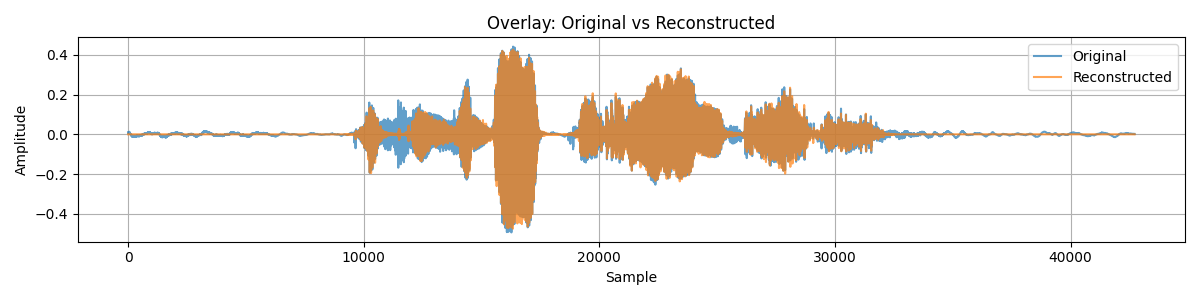 Overlay: Original vs Reconstructed
Original
Reconstructed
Amplitude
0.4
0.2
0.0
−0.2
−0.4
0
10000
20000
30000
40000
Sample